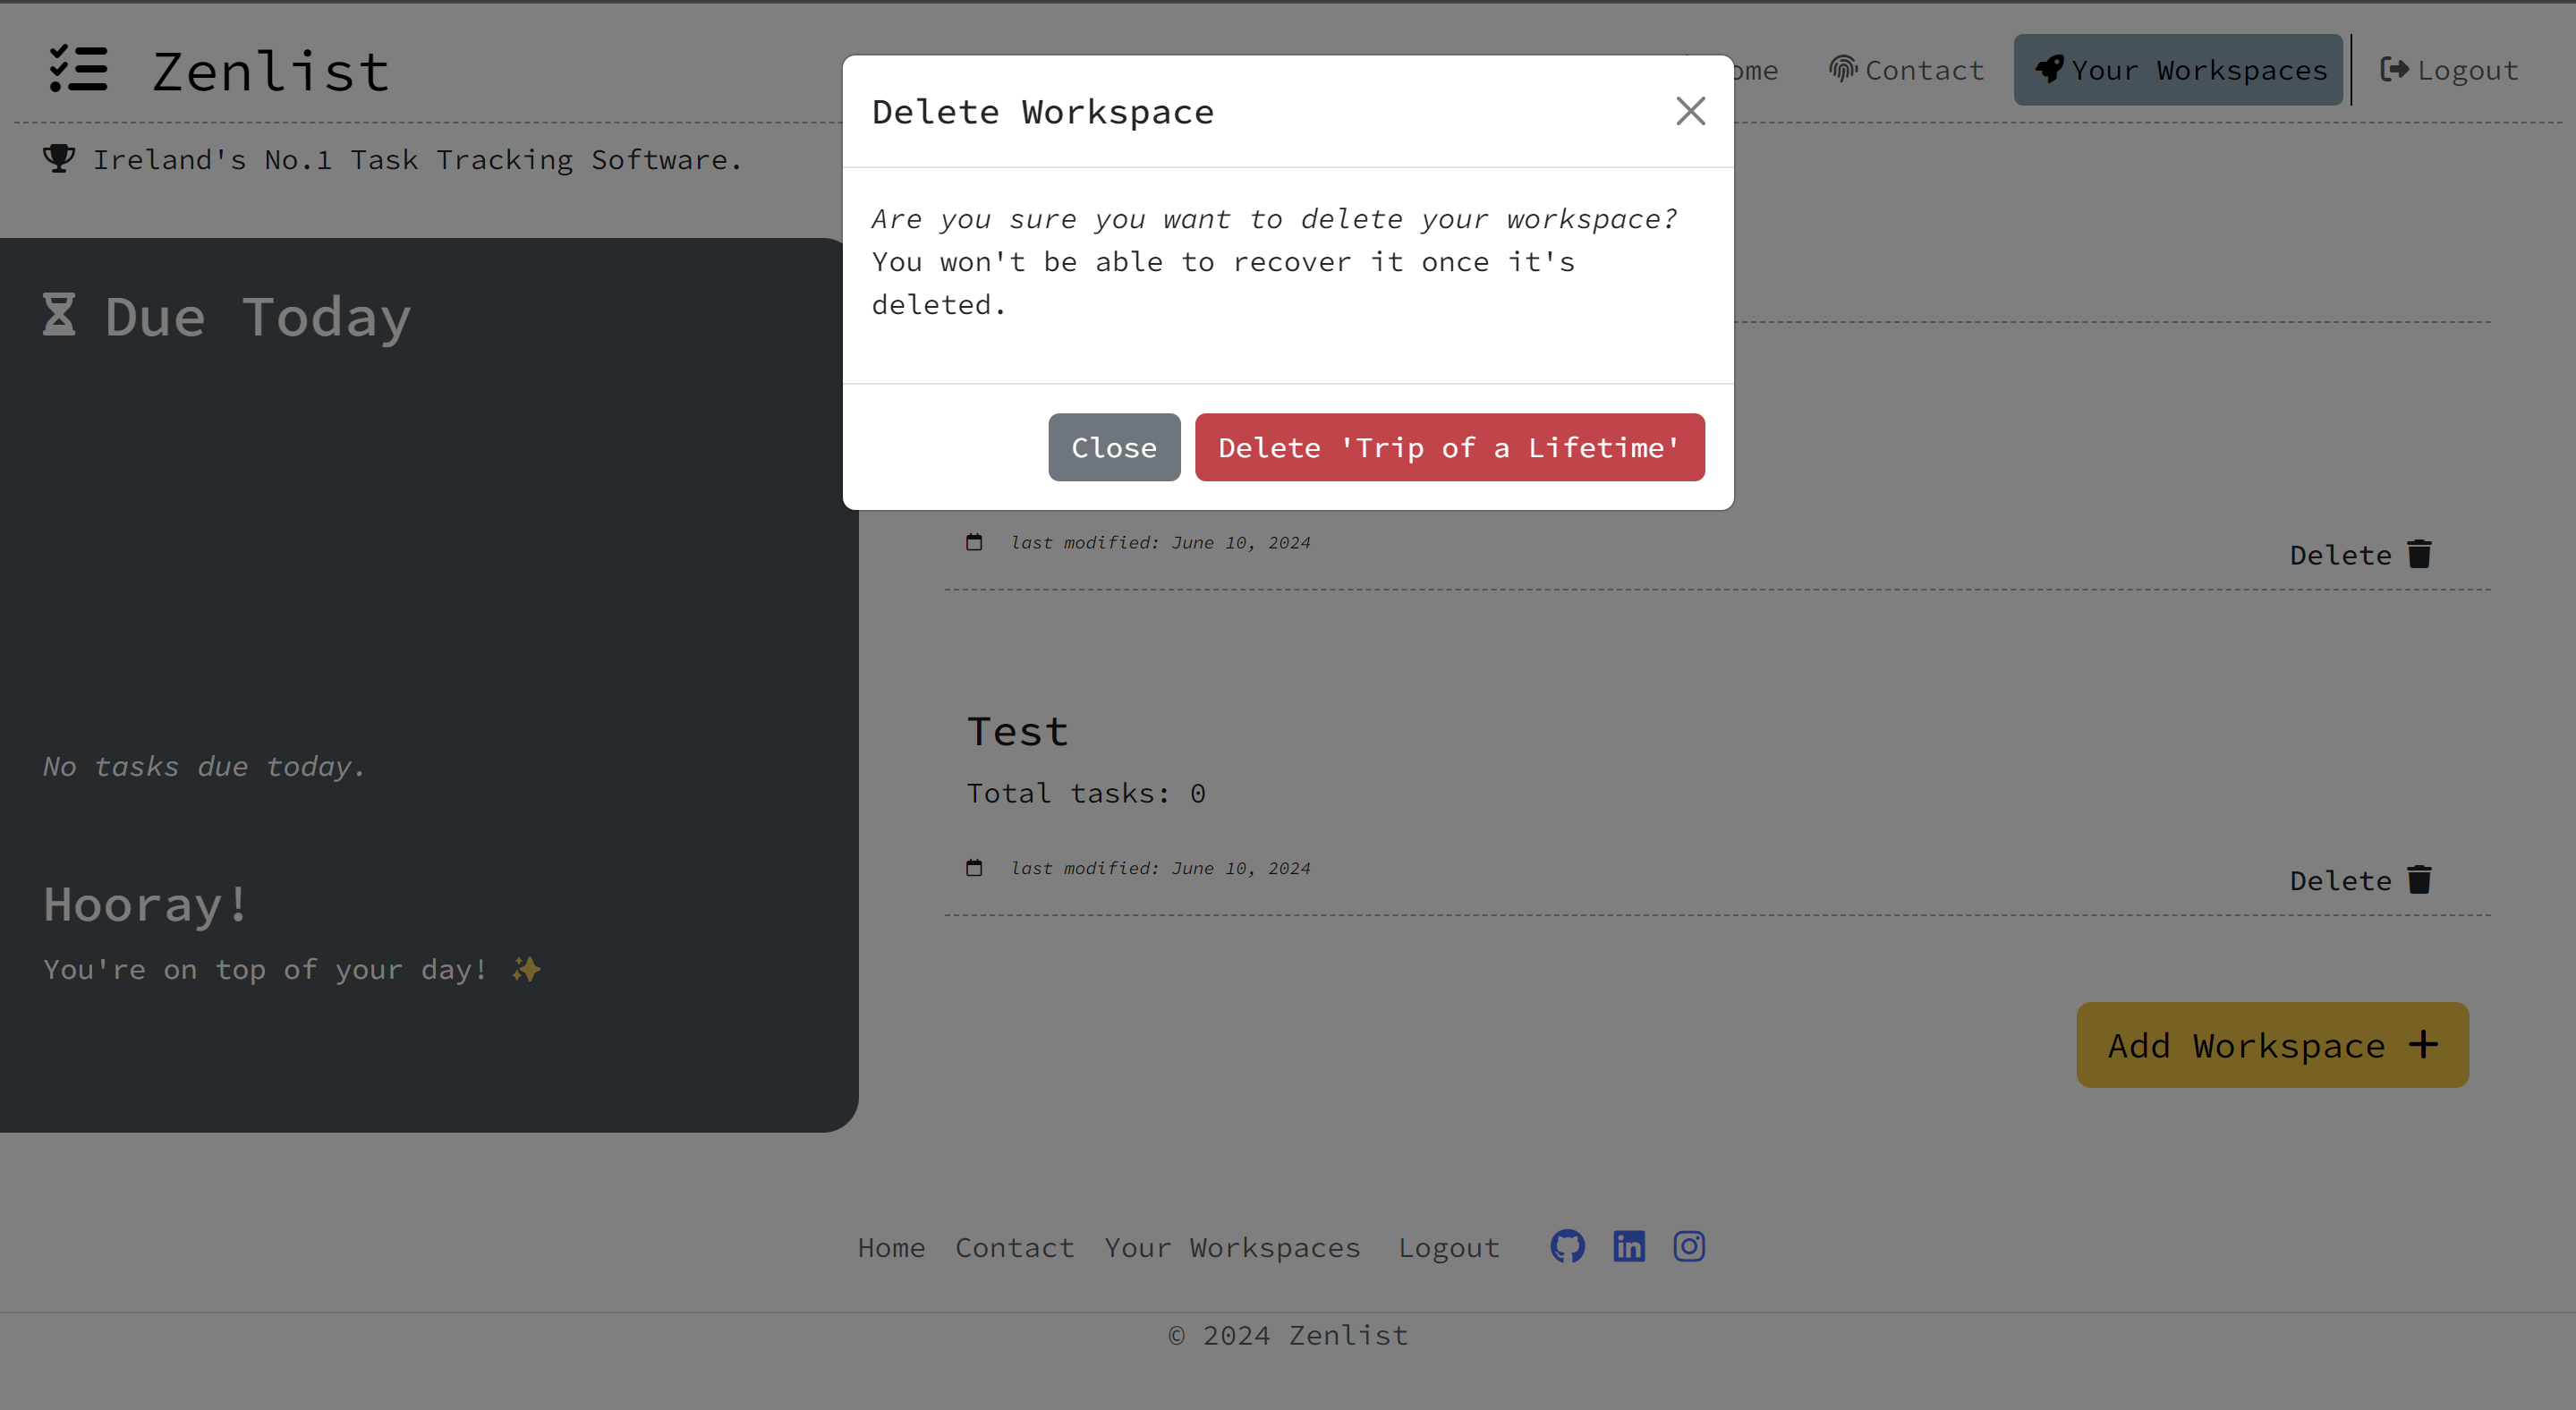 Zenlist
Contact
Your Workspaces
Logout
Ireland's No.1 Task Tracking Software.
Delete Workspace
Are you sure you want to delete your workspace?
You won't be able to recover it once it's
deleted.
Close
Delete 'Trip of a Lifetime'
Due Today
No tasks due today.
Hooray!
You're on top of your day! ✨
last modified: June 10, 2024
Delete
Test
Total tasks: 0
last modified: June 10, 2024
Delete
Add Workspace +
Home Contact Your Workspaces Logout
© 2024 Zenlist